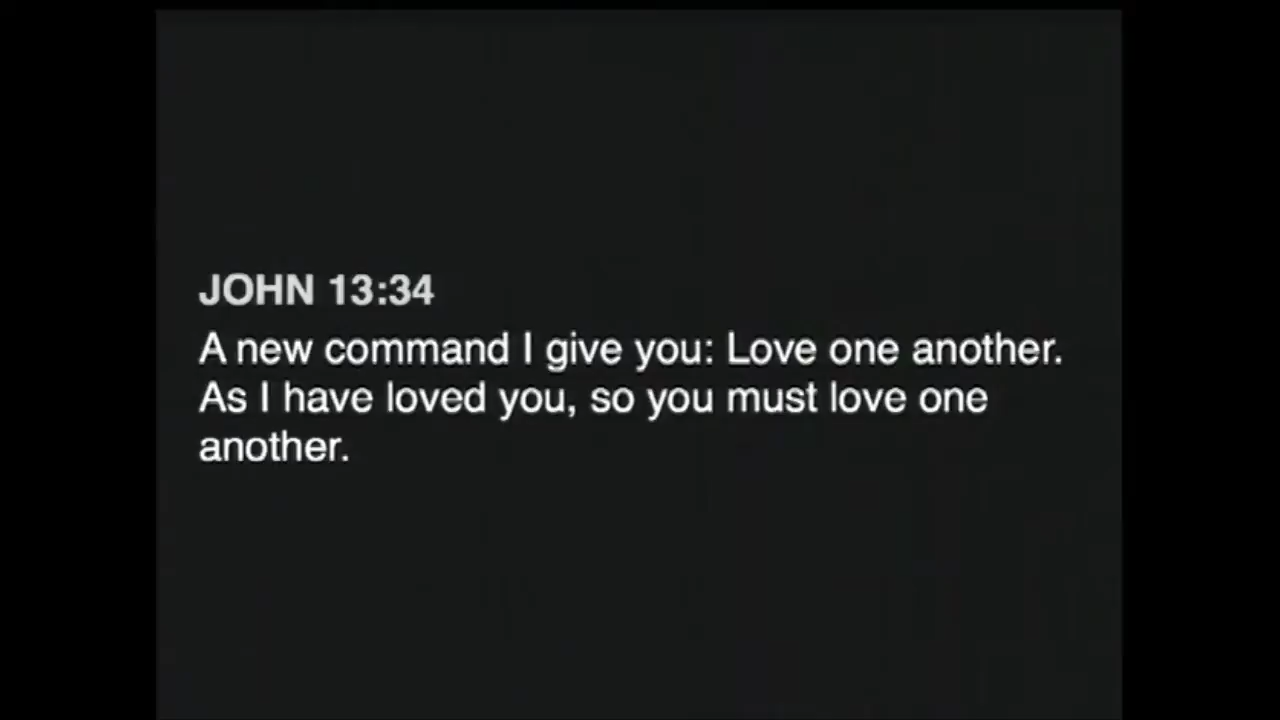 JOHN 13:34
A new command I give you: Love one another.
As I have loved you, so you must love one
another.